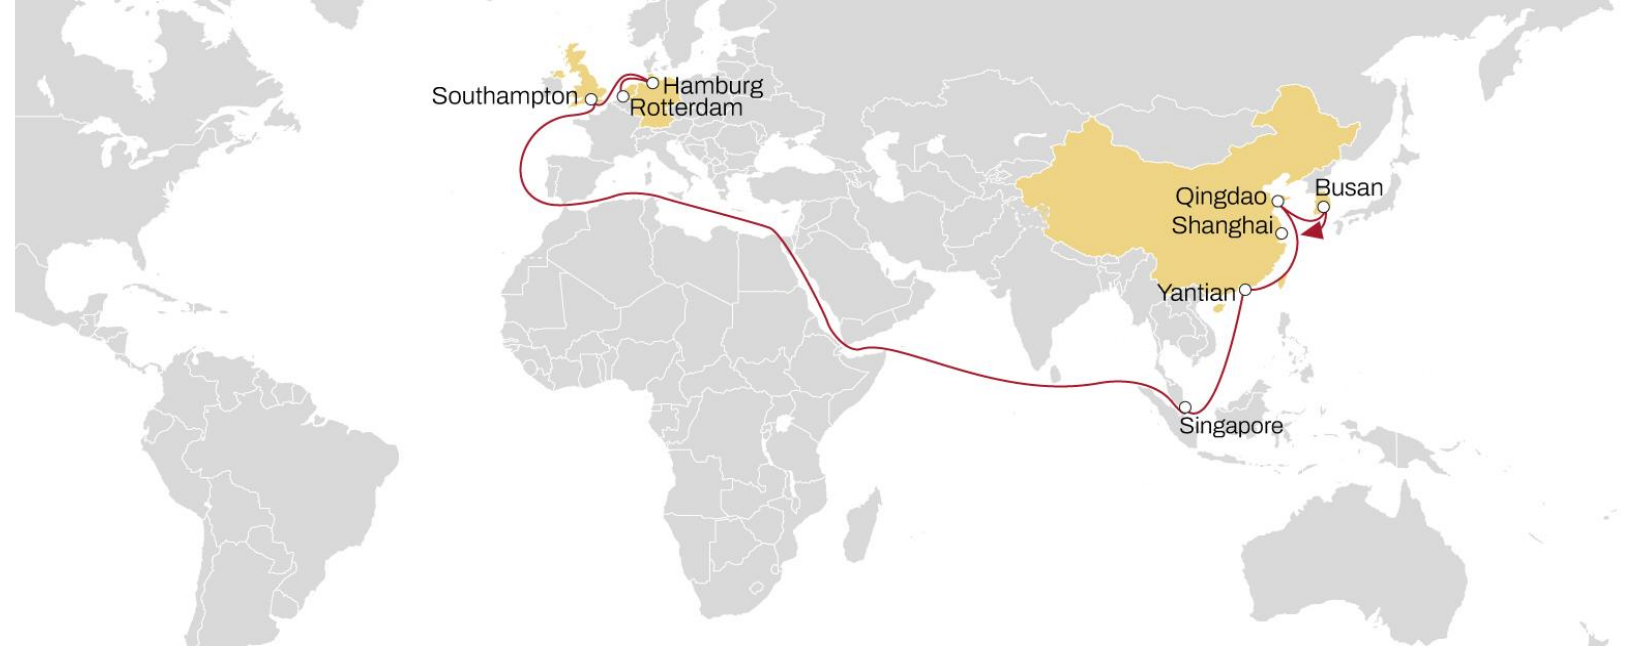 Southampton
Hamburg
Rotterdam
Qingdao
Busan
Shanghai
Yantian
Singapore